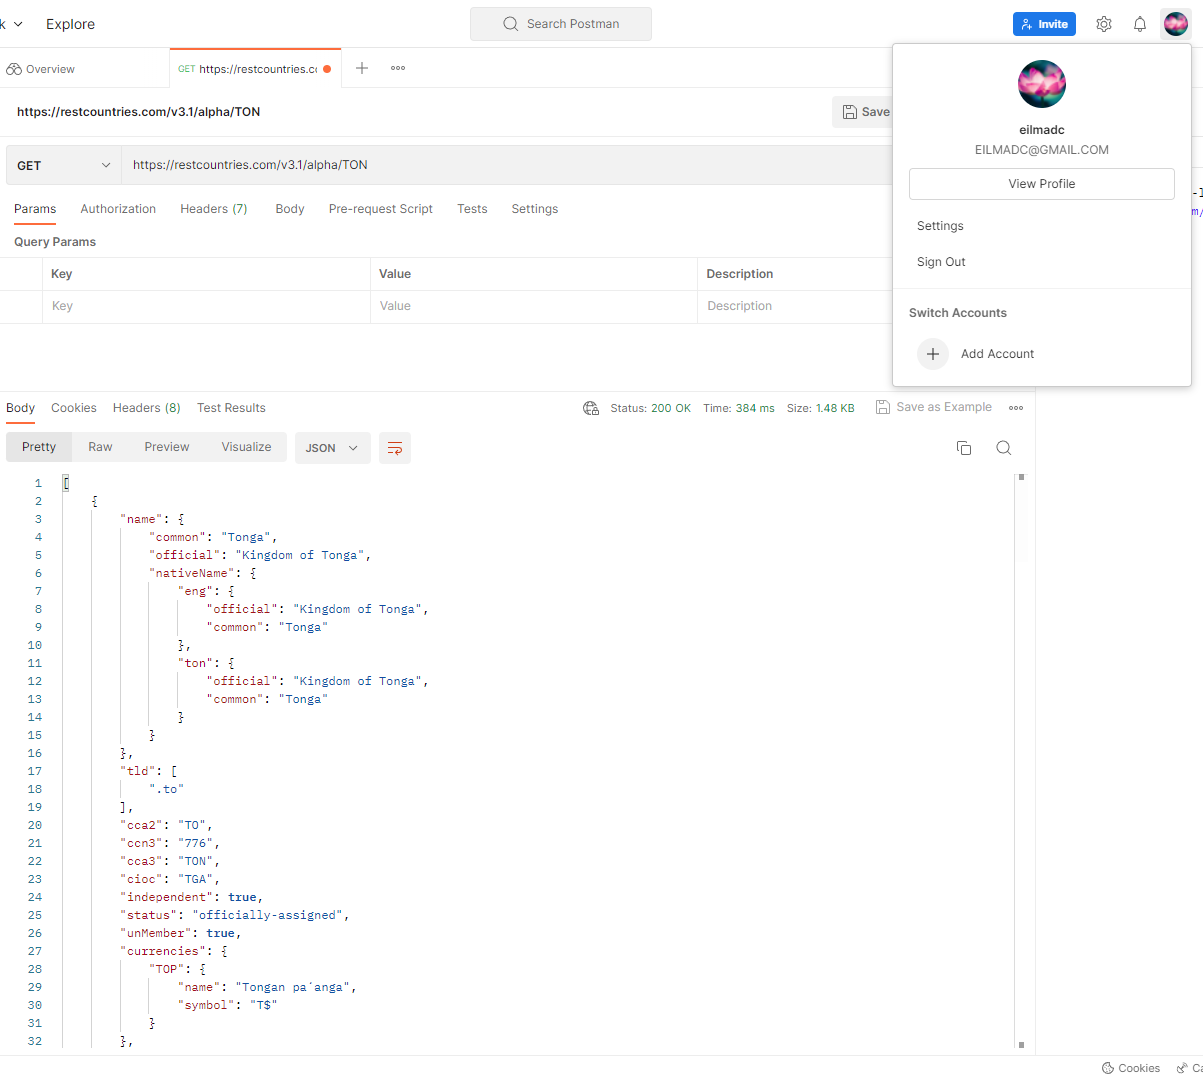 k
Explore
Search Postman
Invite
Overview
GET https://restcountries.cc
https://restcountries.com/v3.1/alpha/TON
Save
GET
https://restcountries.com/v3.1/alpha/TON
Params Authorization Headers (7) Body Pre-request Script Tests Settings
Query Params
Key Value Description
Key Value Description
eilmadc
EILMADC@GMAIL.COM
View Profile
Settings
Sign Out
Switch Accounts
Add Account
Body Cookies Headers (8) Test Results
Status: 200 OK Time: 384 ms Size: 1.48 KB Save as Example
Pretty Raw Preview Visualize JSON
1 [
2 {
3 "name": {
4 "common": "Tonga",
5 "official": "Kingdom of Tonga",
6 "nativeName": {
7 "eng": {
8 "official": "Kingdom of Tonga",
9 "common": "Tonga"
10 },
11 "ton": {
12 "official": "Kingdom of Tonga",
13 "common": "Tonga"
14 }
15 }
16 },
17 "tld": [
18 ".to"
19 ],
20 "cca2": "TO",
21 "ccn3": "776",
22 "cca3": "TON",
23 "cioc": "TGA",
24 "independent": true,
25 "status": "officially-assigned",
26 "unMember": true,
27 "currencies": {
28 "TOP": {
29 "name": "Tongan paʻanga",
30 "symbol": "T$"
31 }
32 },
Cookies